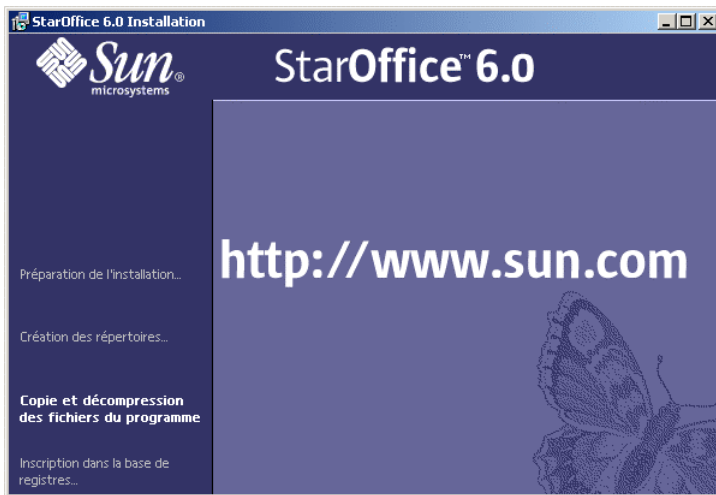 StarOffice 6.0 Installation
Sun®
microsystems
StarOffice™ 6.0
http://www.sun.com
Préparation de l'installation...
Création des répertoires...
Copie et décompression
des fichiers du programme
Inscription dans la base de
registres...